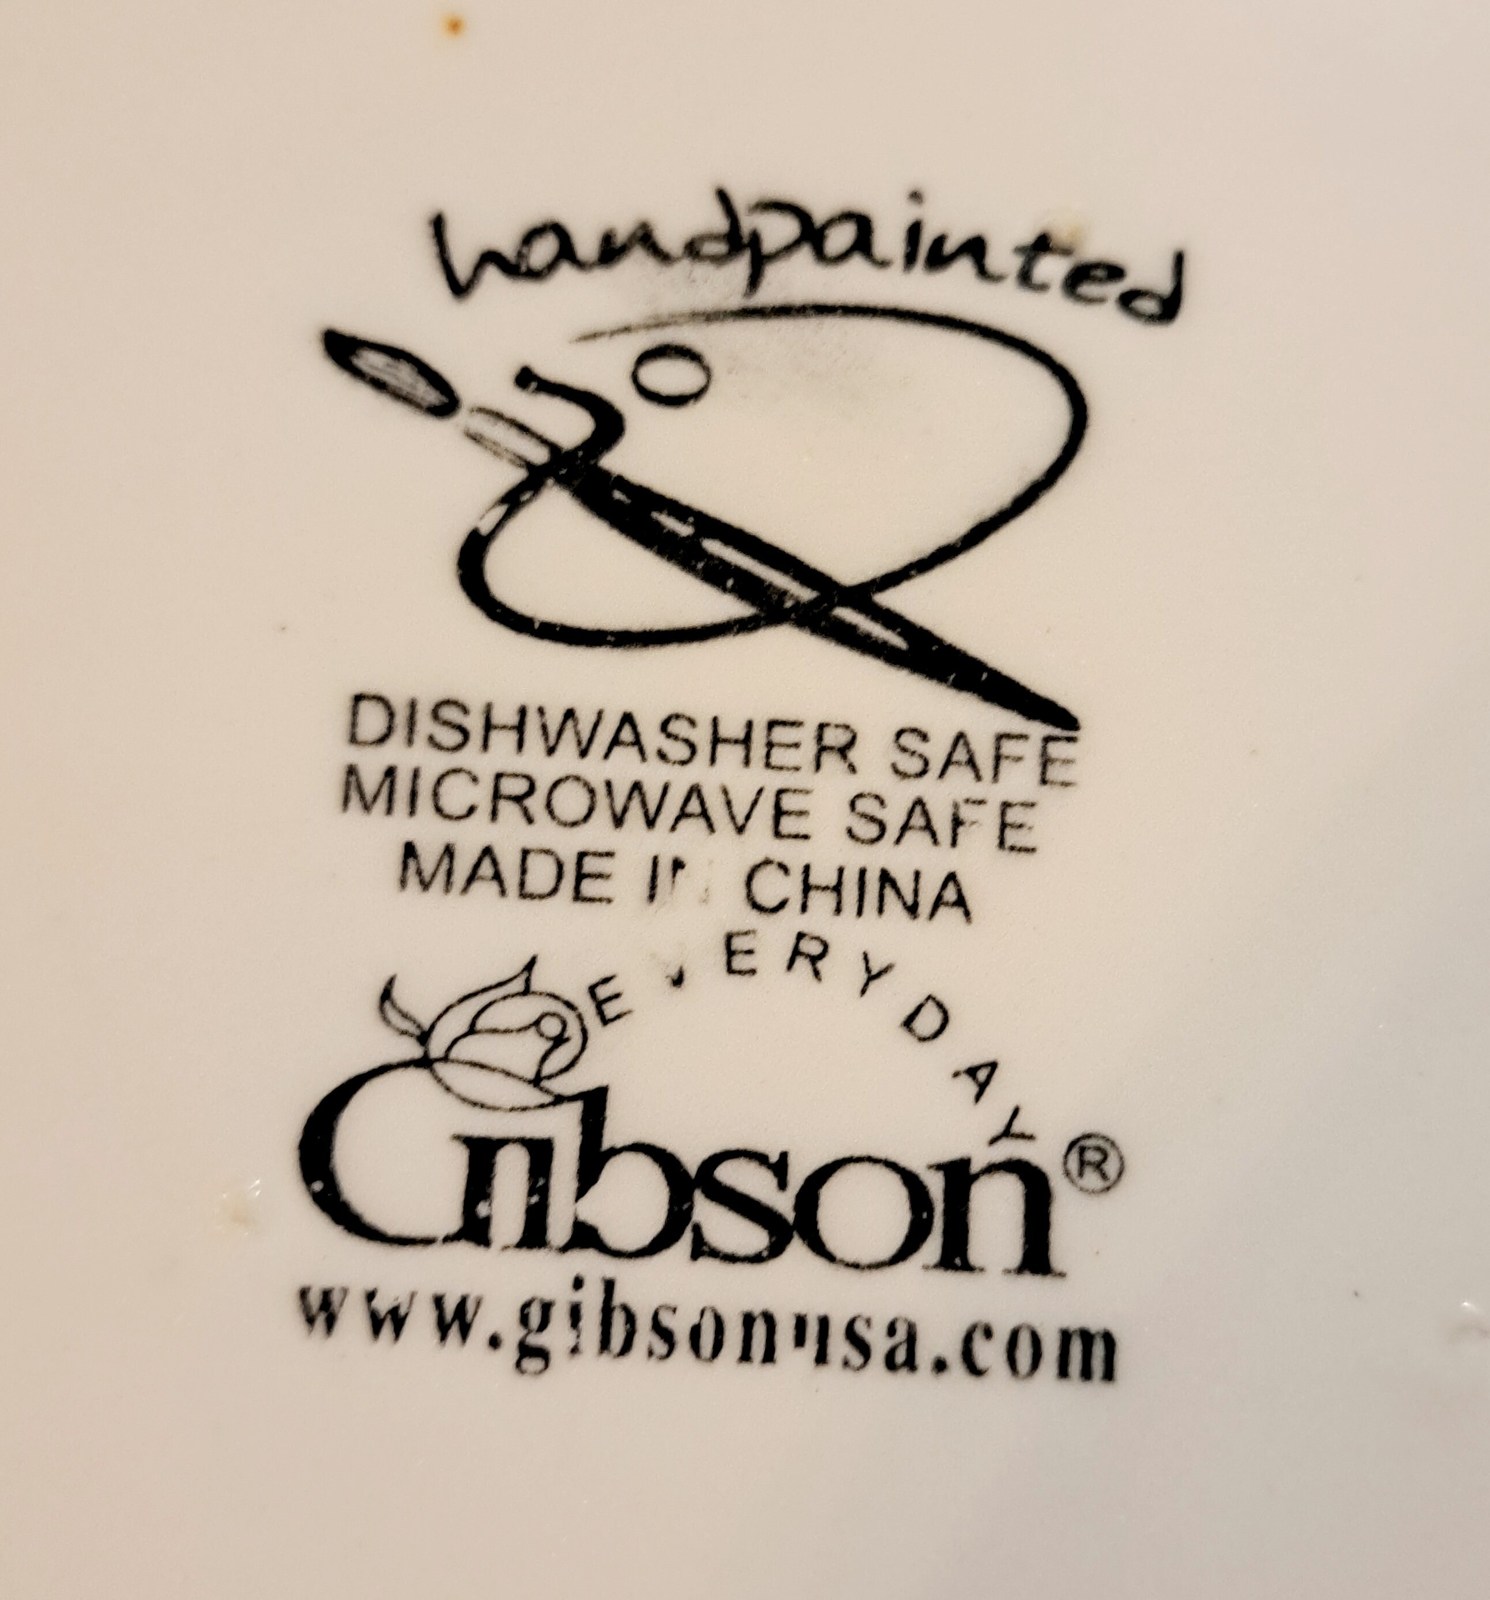 handpainted
DISHWASHER SAFE
MICROWAVE SAFE
MADE IN CHINA
EVERYDAY
Gibson®
www.gibsonusa.com